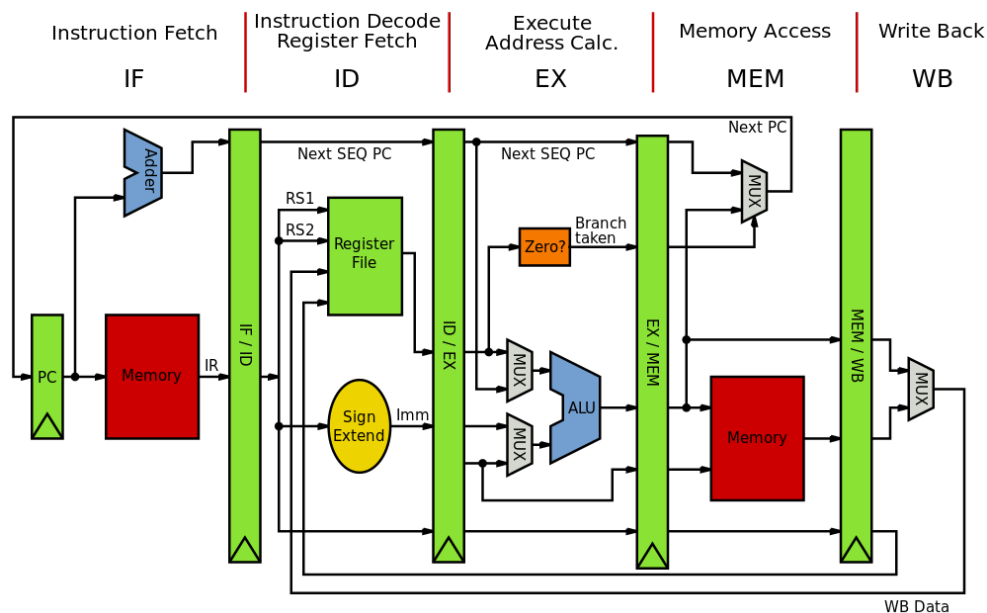 Instruction Fetch
Instruction Decode
Register Fetch
Execute
Address Calc.
Memory Access
Write Back
IF
ID
EX
MEM
WB
Next PC
Adder
Next SEQ PC
Next SEQ PC
MUX
RS1
RS2
Register
File
Branch
taken
Zero?
IF / ID
ID / EX
EX / MEM
MEM / WB
PC
Memory
IR
MUX
ALU
MUX
Sign
Extend
Imm
MUX
Memory
WB Data